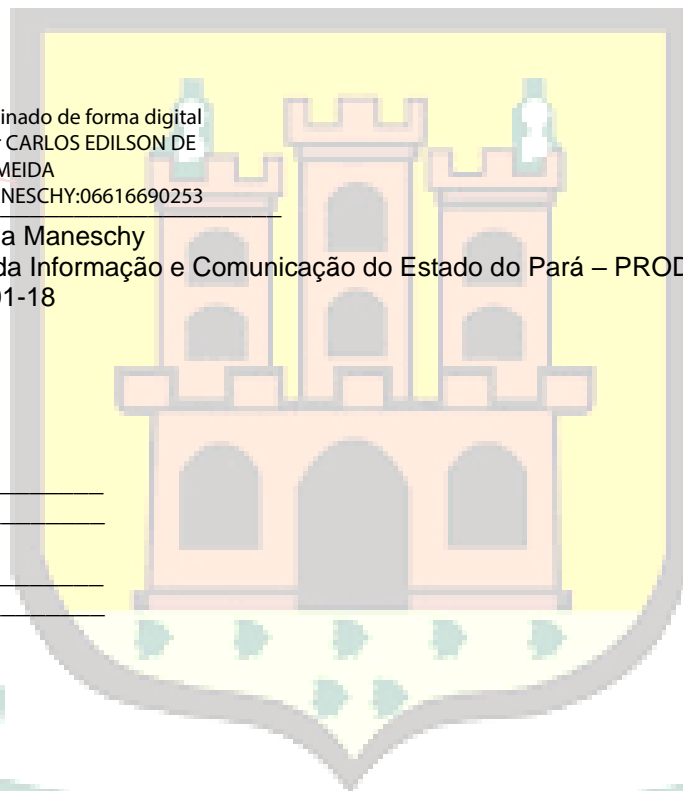 inado de forma digital
CARLOS EDILSON DE
MEIDA
NESCHY:06616690253
a Maneschy
da Informação e Comunicação do Estado do Pará – PROD
1-18